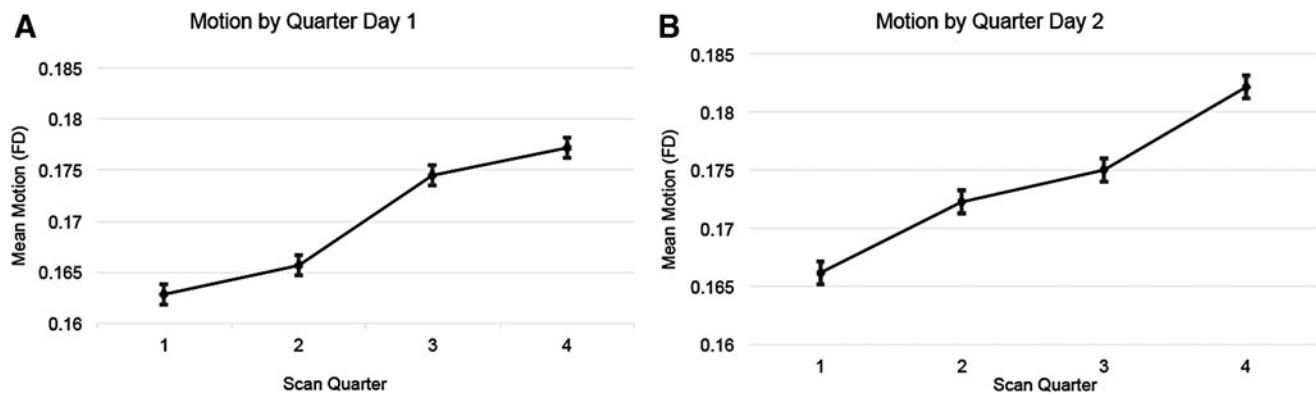 A
Motion by Quarter Day 1
Mean Motion (FD)
0.185
0.18
0.175
0.17
0.165
0.16
1 2 3 4
Scan Quarter
B
Motion by Quarter Day 2
Mean Motion (FD)
0.185
0.18
0.175
0.17
0.165
0.16
1 2 3 4
Scan Quarter